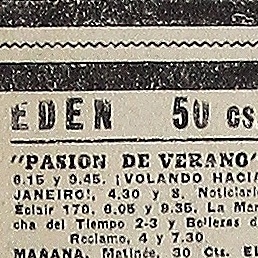 EDEN 50 cs
"PASION DE VERANO"
6.15 y 9.45. ¡VOLANDO HACIA
JANEIRO!, 4.30 y 8. Noticiario
Eclair 170, 6.05 y 9.35. La Mar
cha del Tiempo 2-3 y Belleras d
Reclamo, 4 y 7.30.
MAÑANA. Matinée, 30 Cts. EL